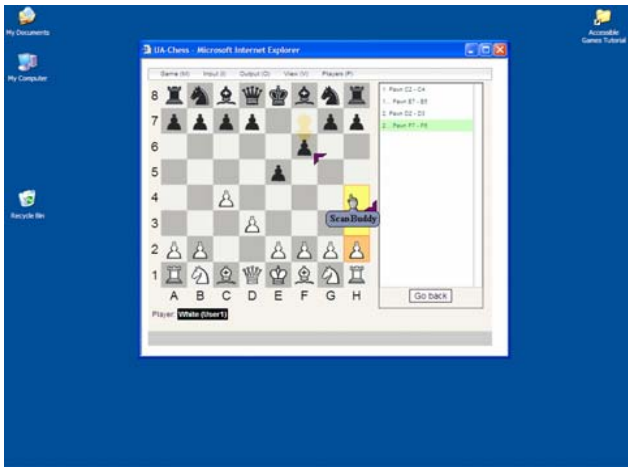 My Documents
Accessible
Games Tutorial
UA-Chess - Microsoft Internet Explorer
My Computer
Game (M) Input (I) Output (O) View (V) Players (P)
8
1. Pawn C2 - C4
1... Pawn E7 - E5
7
2. Pawn D2 - D3
2... Pawn F7 - F6
6
5
4
Recycle Bin
3
ScanBuddy
2
1
A B C D E F G H
Go back
Player: White (User1)